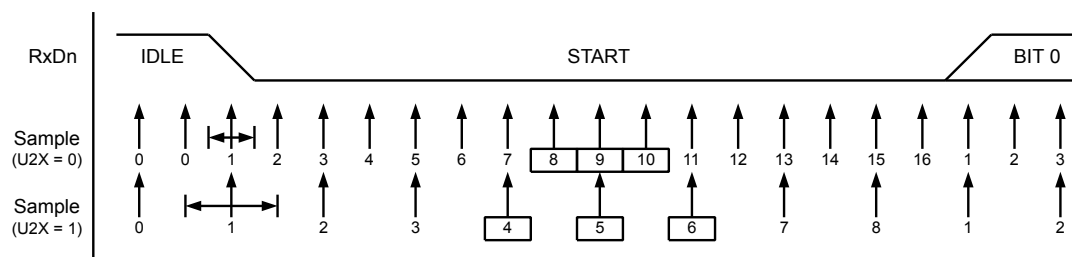 RxDn IDLE START BIT 0
Sample
(U2X = 0)
0 0 1 2 3 4 5 6 7 8 9 10 11 12 13 14 15 16 1 2 3
Sample
(U2X = 1)
0 1 2 3 4 5 6 7 8 1 2